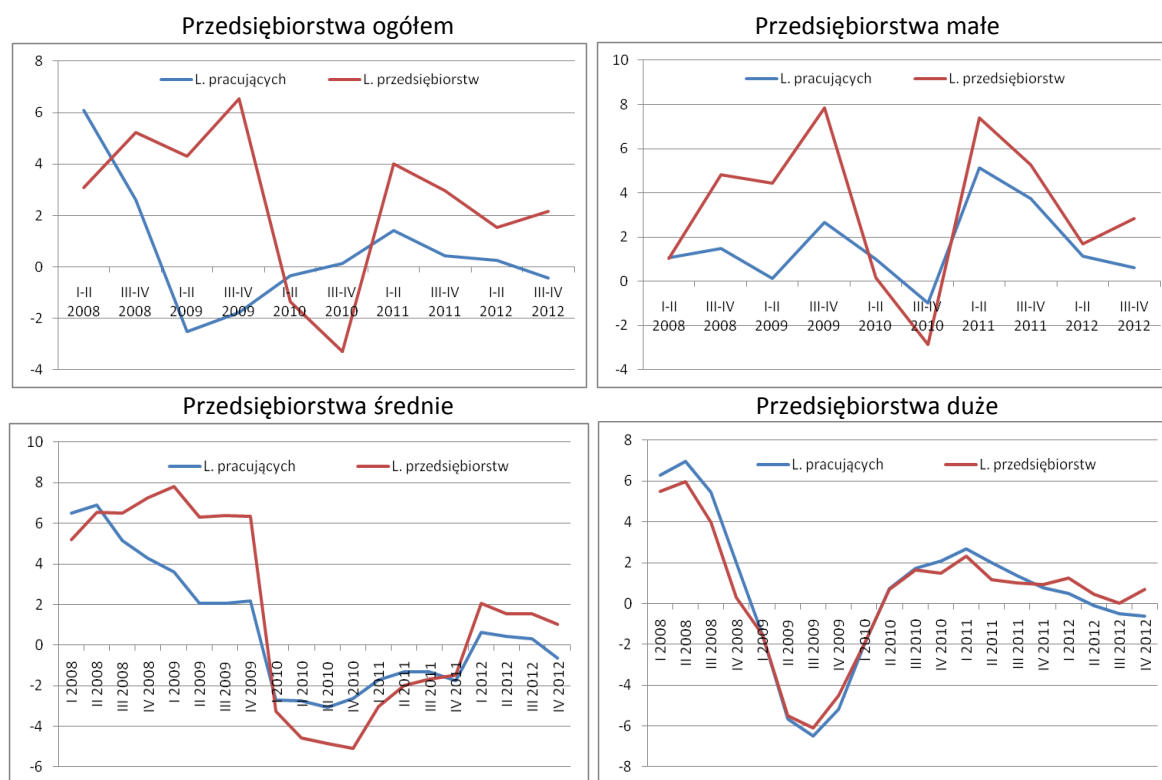 Przedsiębiorstwa ogółem
8
6
4
2
0
-2
-4
L. pracujących
L. przedsiębiorstw
I-II 2008
III-IV 2008
I-II 2009
III-IV 2009
I-II 2010
III-IV 2010
I-II 2011
III-IV 2011
I-II 2012
III-IV 2012
Przedsiębiorstwa małe
10
8
6
4
2
0
-2
-4
L. pracujących
L. przedsiębiorstw
I-II 2008
III-IV 2008
I-II 2009
III-IV 2009
I-II 2010
III-IV 2010
I-II 2011
III-IV 2011
I-II 2012
III-IV 2012
Przedsiębiorstwa średnie
10
8
6
4
2
0
-2
-4
-6
L. pracujących
L. przedsiębiorstw
I 2008
II 2008
III 2008
IV 2008
I 2009
II 2009
III 2009
IV 2009
I 2010
II 2010
III 2010
IV 2010
I 2011
II 2011
III 2011
IV 2011
I 2012
II 2012
III 2012
IV 2012
Przedsiębiorstwa duże
8
6
4
2
0
-2
-4
-6
-8
L. pracujących
L. przedsiębiorstw
I 2008
II 2008
III 2008
IV 2008
I 2009
II 2009
III 2009
IV 2009
I 2010
II 2010
III 2010
IV 2010
I 2011
II 2011
III 2011
IV 2011
I 2012
II 2012
III 2012
IV 2012